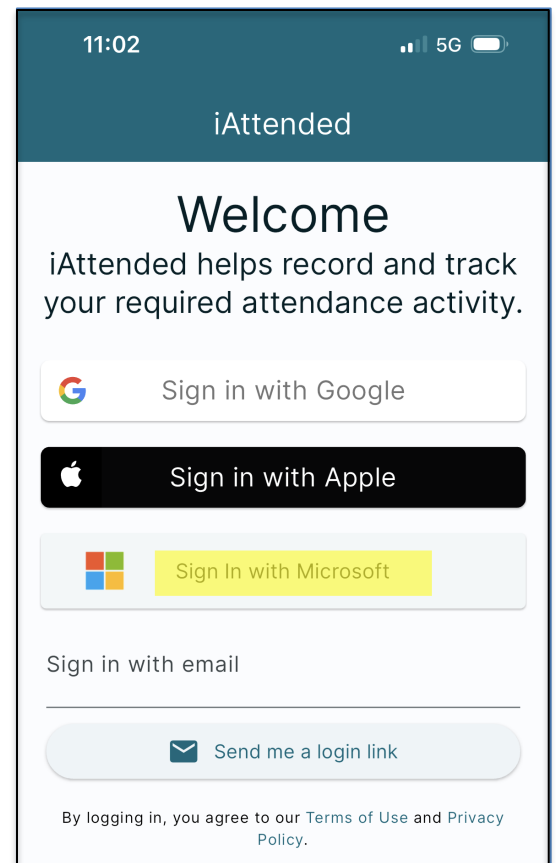 11:02
5G
iAttended
Welcome
iAttended helps record and track
your required attendance activity.
Sign in with Google
Sign in with Apple
Sign In with Microsoft
Sign in with email
Send me a login link
By logging in, you agree to our Terms of Use and Privacy
Policy.